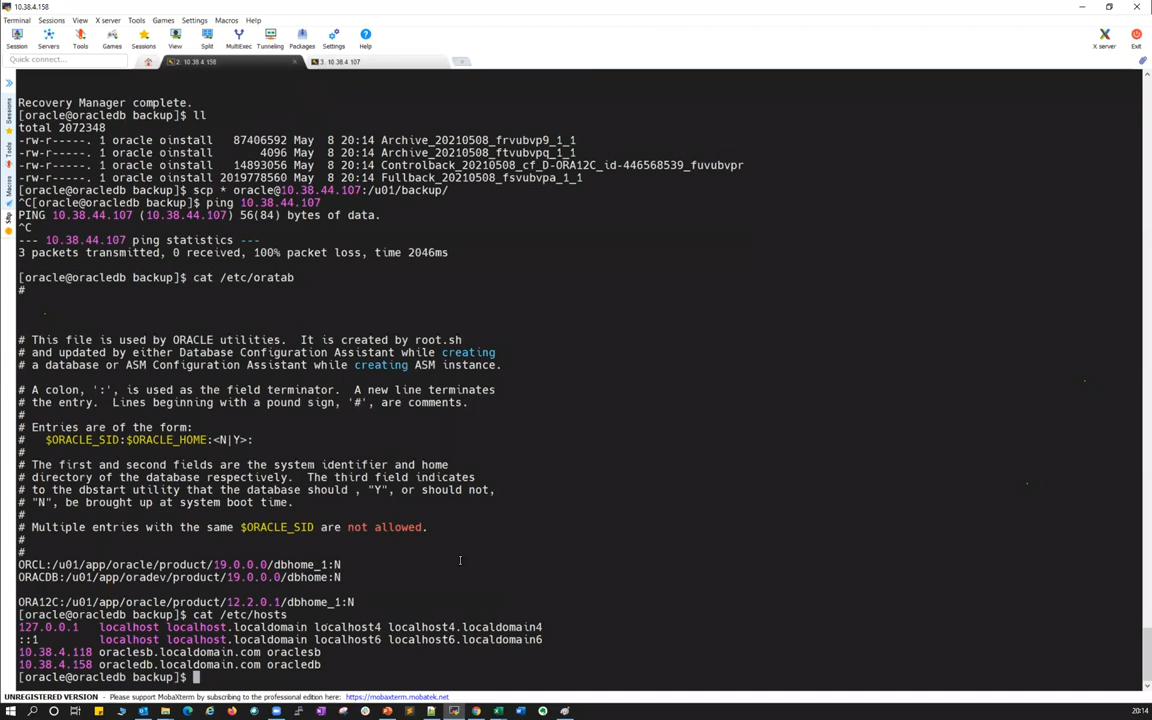 10.38.4.158
Terminal Sessions View X server Tools Games Settings Macros Help
Session Servers Tools Games Sessions View Split MultiExec Tunneling Packages Settings Help X server Exit
Quick connect...
2. 10.38.4.158
3. 10.38.4.107
Sessions
Tools
Macros
Sftp
Recovery Manager complete.
[oracle@oracledb backup]$ ll
total 2072348
-rw-r-----. 1 oracle oinstall 87406592 May 8 20:14 Archive_20210508_frvubvp9_1_1
-rw-r-----. 1 oracle oinstall 4096 May 8 20:14 Archive_20210508_ftvubvpq_1_1
-rw-r-----. 1 oracle oinstall 14893056 May 8 20:14 Controlback_20210508_cf_D-ORA12C_id-446568539_fuvubvpr
-rw-r-----. 1 oracle oinstall 2019778560 May 8 20:14 Fullback_20210508_fsvubvpa_1_1
[oracle@oracledb backup]$ scp * oracle@10.38.44.107:/u01/backup/
^C[oracle@oracledb backup]$ ping 10.38.44.107
PING 10.38.44.107 (10.38.44.107) 56(84) bytes of data.
^C
--- 10.38.44.107 ping statistics ---
3 packets transmitted, 0 received, 100% packet loss, time 2046ms
[oracle@oracledb backup]$ cat /etc/oratab
#
# This file is used by ORACLE utilities. It is created by root.sh
# and updated by either Database Configuration Assistant while creating
# a database or ASM Configuration Assistant while creating ASM instance.
# A colon, ':', is used as the field terminator. A new line terminates
# the entry. Lines beginning with a pound sign, '#', are comments.
#
# Entries are of the form:
# $ORACLE_SID:$ORACLE_HOME:<N|Y>:
#
# The first and second fields are the system identifier and home
# directory of the database respectively. The third field indicates
# to the dbstart utility that the database should , "Y", or should not,
# "N", be brought up at system boot time.
#
# Multiple entries with the same $ORACLE_SID are not allowed.
#
#
ORCL:/u01/app/oracle/product/19.0.0.0/dbhome_1:N
ORACDB:/u01/app/oradev/product/19.0.0.0/dbhome:N
ORA12C:/u01/app/oracle/product/12.2.0.1/dbhome_1:N
[oracle@oracledb backup]$ cat /etc/hosts
127.0.0.1 localhost localhost.localdomain localhost4 localhost4.localdomain4
::1 localhost localhost.localdomain localhost6 localhost6.localdomain6
10.38.4.118 oraclesb.localdomain.com oraclesb
10.38.4.158 oracledb.localdomain.com oracledb
[oracle@oracledb backup]$
UNREGISTERED VERSION - Please support MobaXterm by subscribing to the professional edition here: https://mobaxterm.mobatek.net
20:14